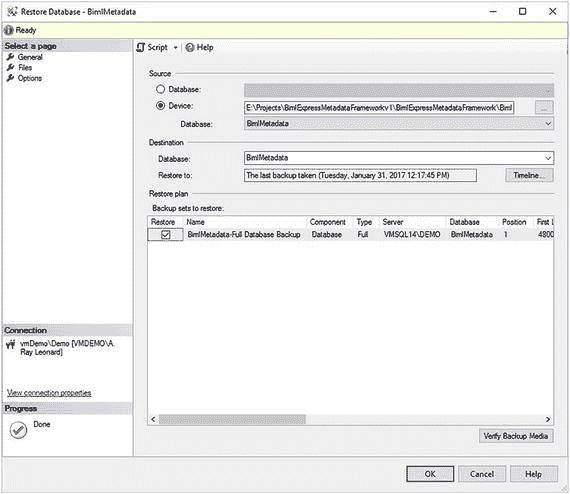 Restore Database - BimlMetadata
Ready
Select a page
General
Files
Options
Script Help
Source
Database:
Device: E:\Projects\BimlExpressMetadataFrameworkv1\BimlExpressMetadataFramework\Biml ...
Database: BimlMetadata
Destination
Database: BimlMetadata
Restore to: The last backup taken (Tuesday, January 31, 2017 12:17:45 PM) Timeline...
Restore plan
Backup sets to restore:
Restore Name Component Type Server Database Position First L
BimlMetadata-Full Database Backup Database Full VMSQL14\DEMO BimlMetadata 1 4800
Connection
vmDemo\Demo [VMDEMO\A.
Ray Leonard]
View connection properties
Progress
Done
Verify Backup Media
OK Cancel Help